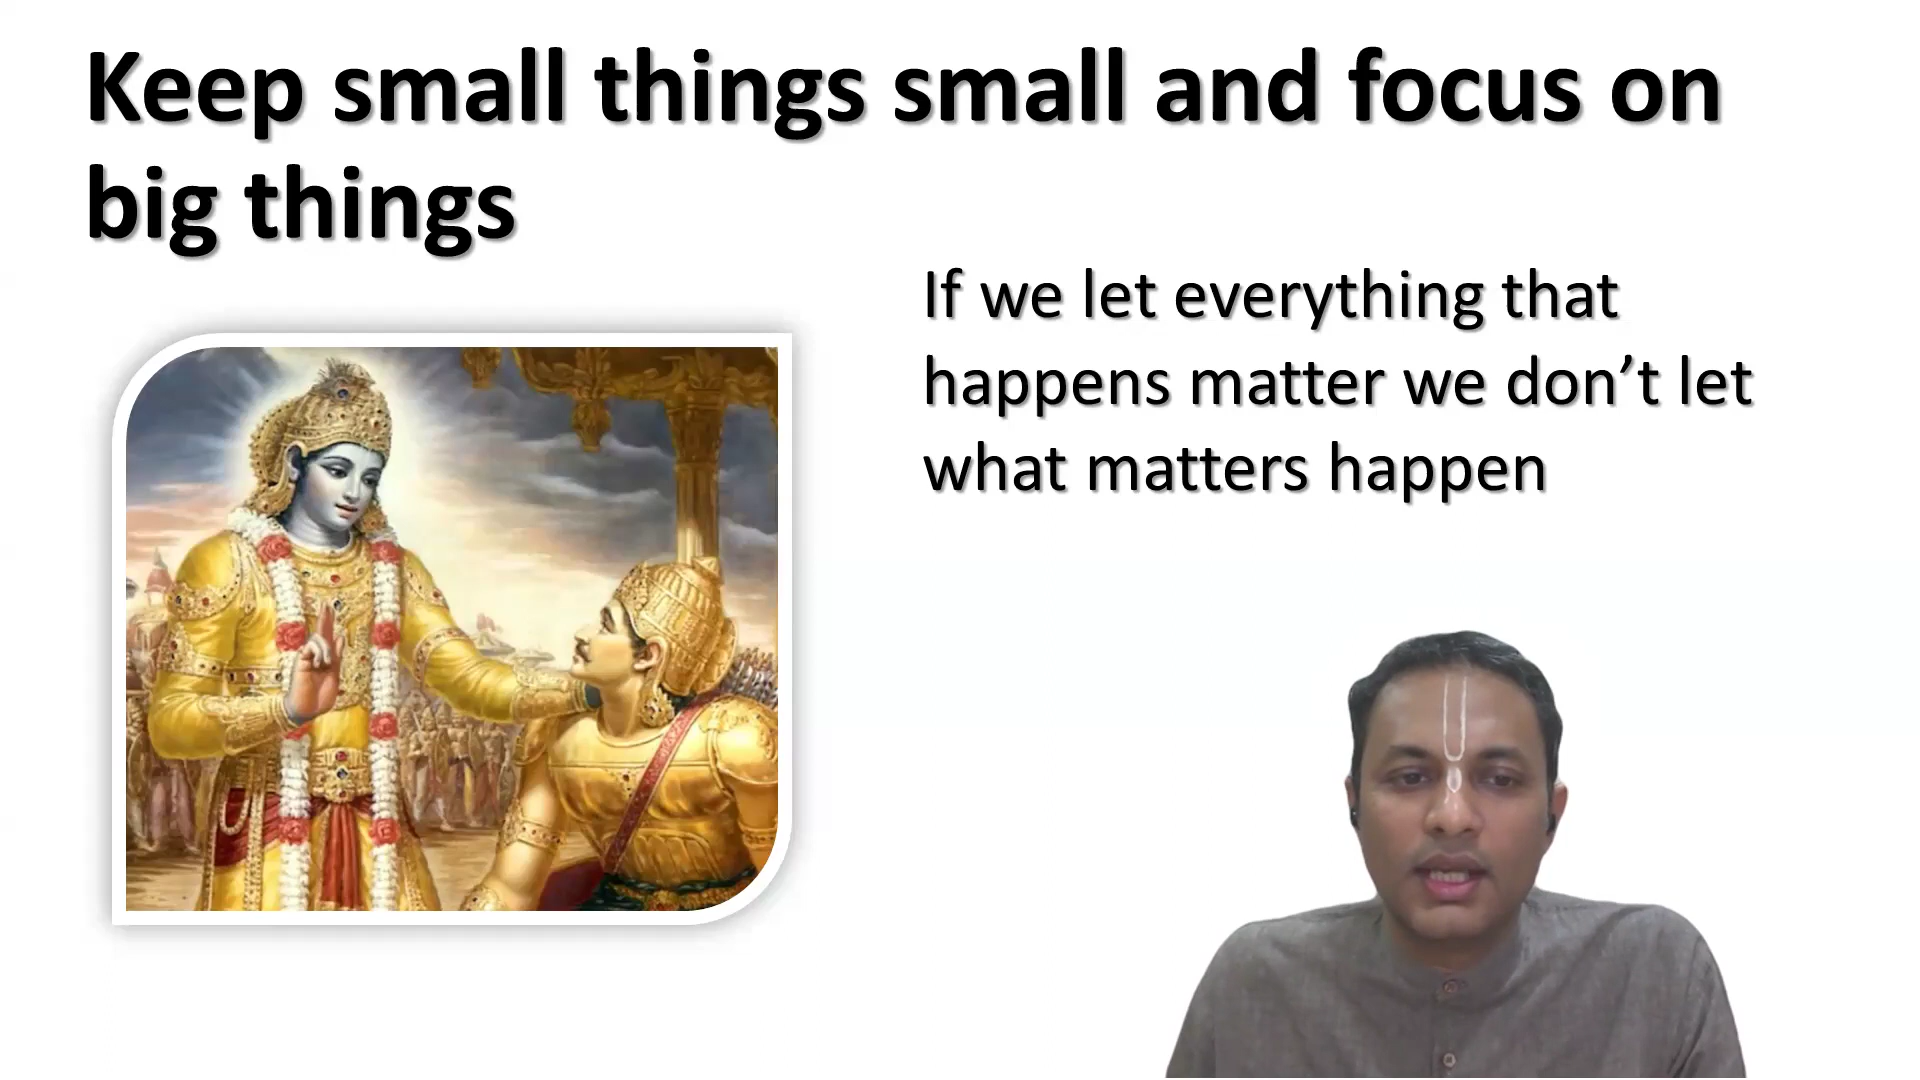 Keep small things small and focus on
big things
If we let everything that
happens matter we don’t let
what matters happen